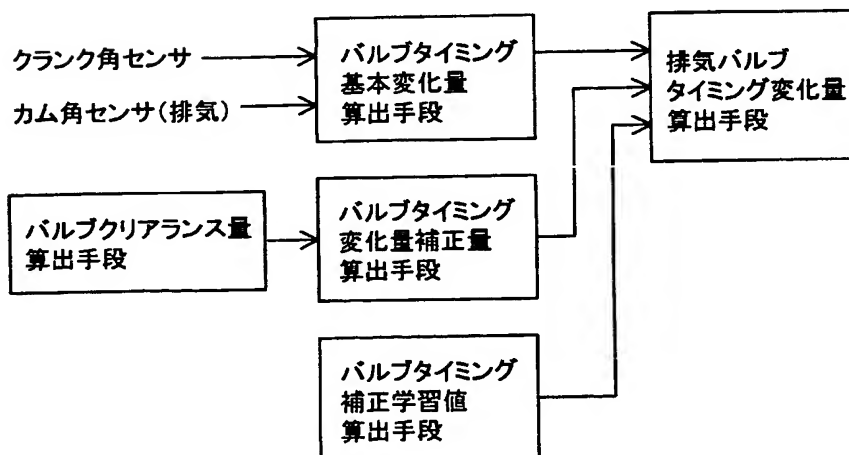 クランク角センサ
カム角センサ(排気)
バルブタイミング
基本変化量
算出手段
排気バルブ
タイミング変化量
算出手段
バルブクリアランス量
算出手段
バルブタイミング
変化量補正量
算出手段
バルブタイミング
補正学習値
算出手段